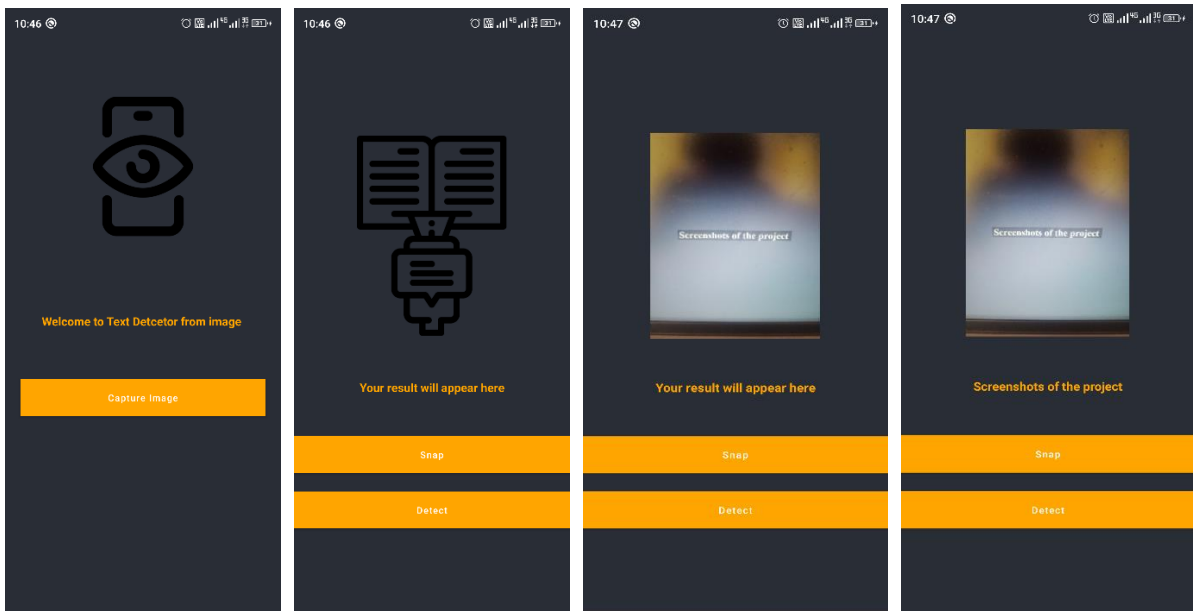 10:46
Welcome to Text Detcetor from image
Capture Image
10:46
Your result will appear here
Snap
Detect
10:47
Screenshots of the project
Your result will appear here
Snap
Detect
10:47
Screenshots of the project
Screenshots of the project
Snap
Detect